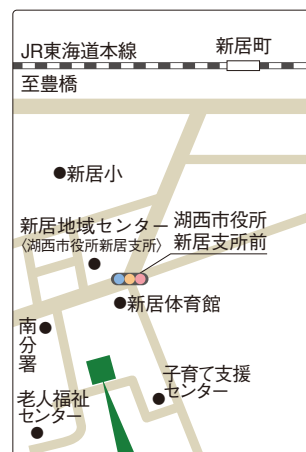 JR東海道本線
新居町
至豊橋
新居小
新居地域センター
〈湖西市役所新居支所〉
湖西市役所
新居支所前
新居体育館
南分署
子育て支援
センター
老人福祉
センター